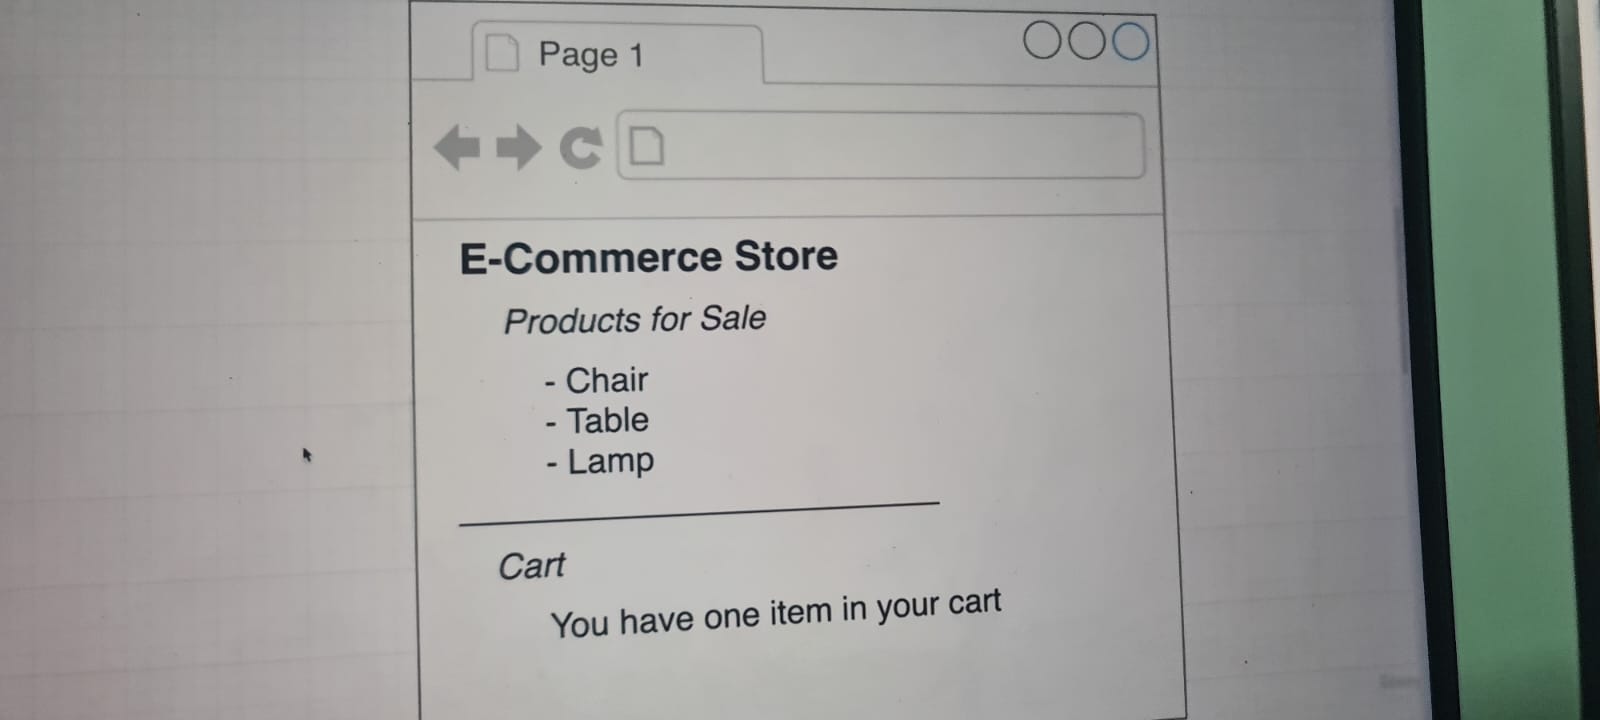 Page 1
E-Commerce Store
Products for Sale
- Chair
- Table
- Lamp
Cart
You have one item in your cart